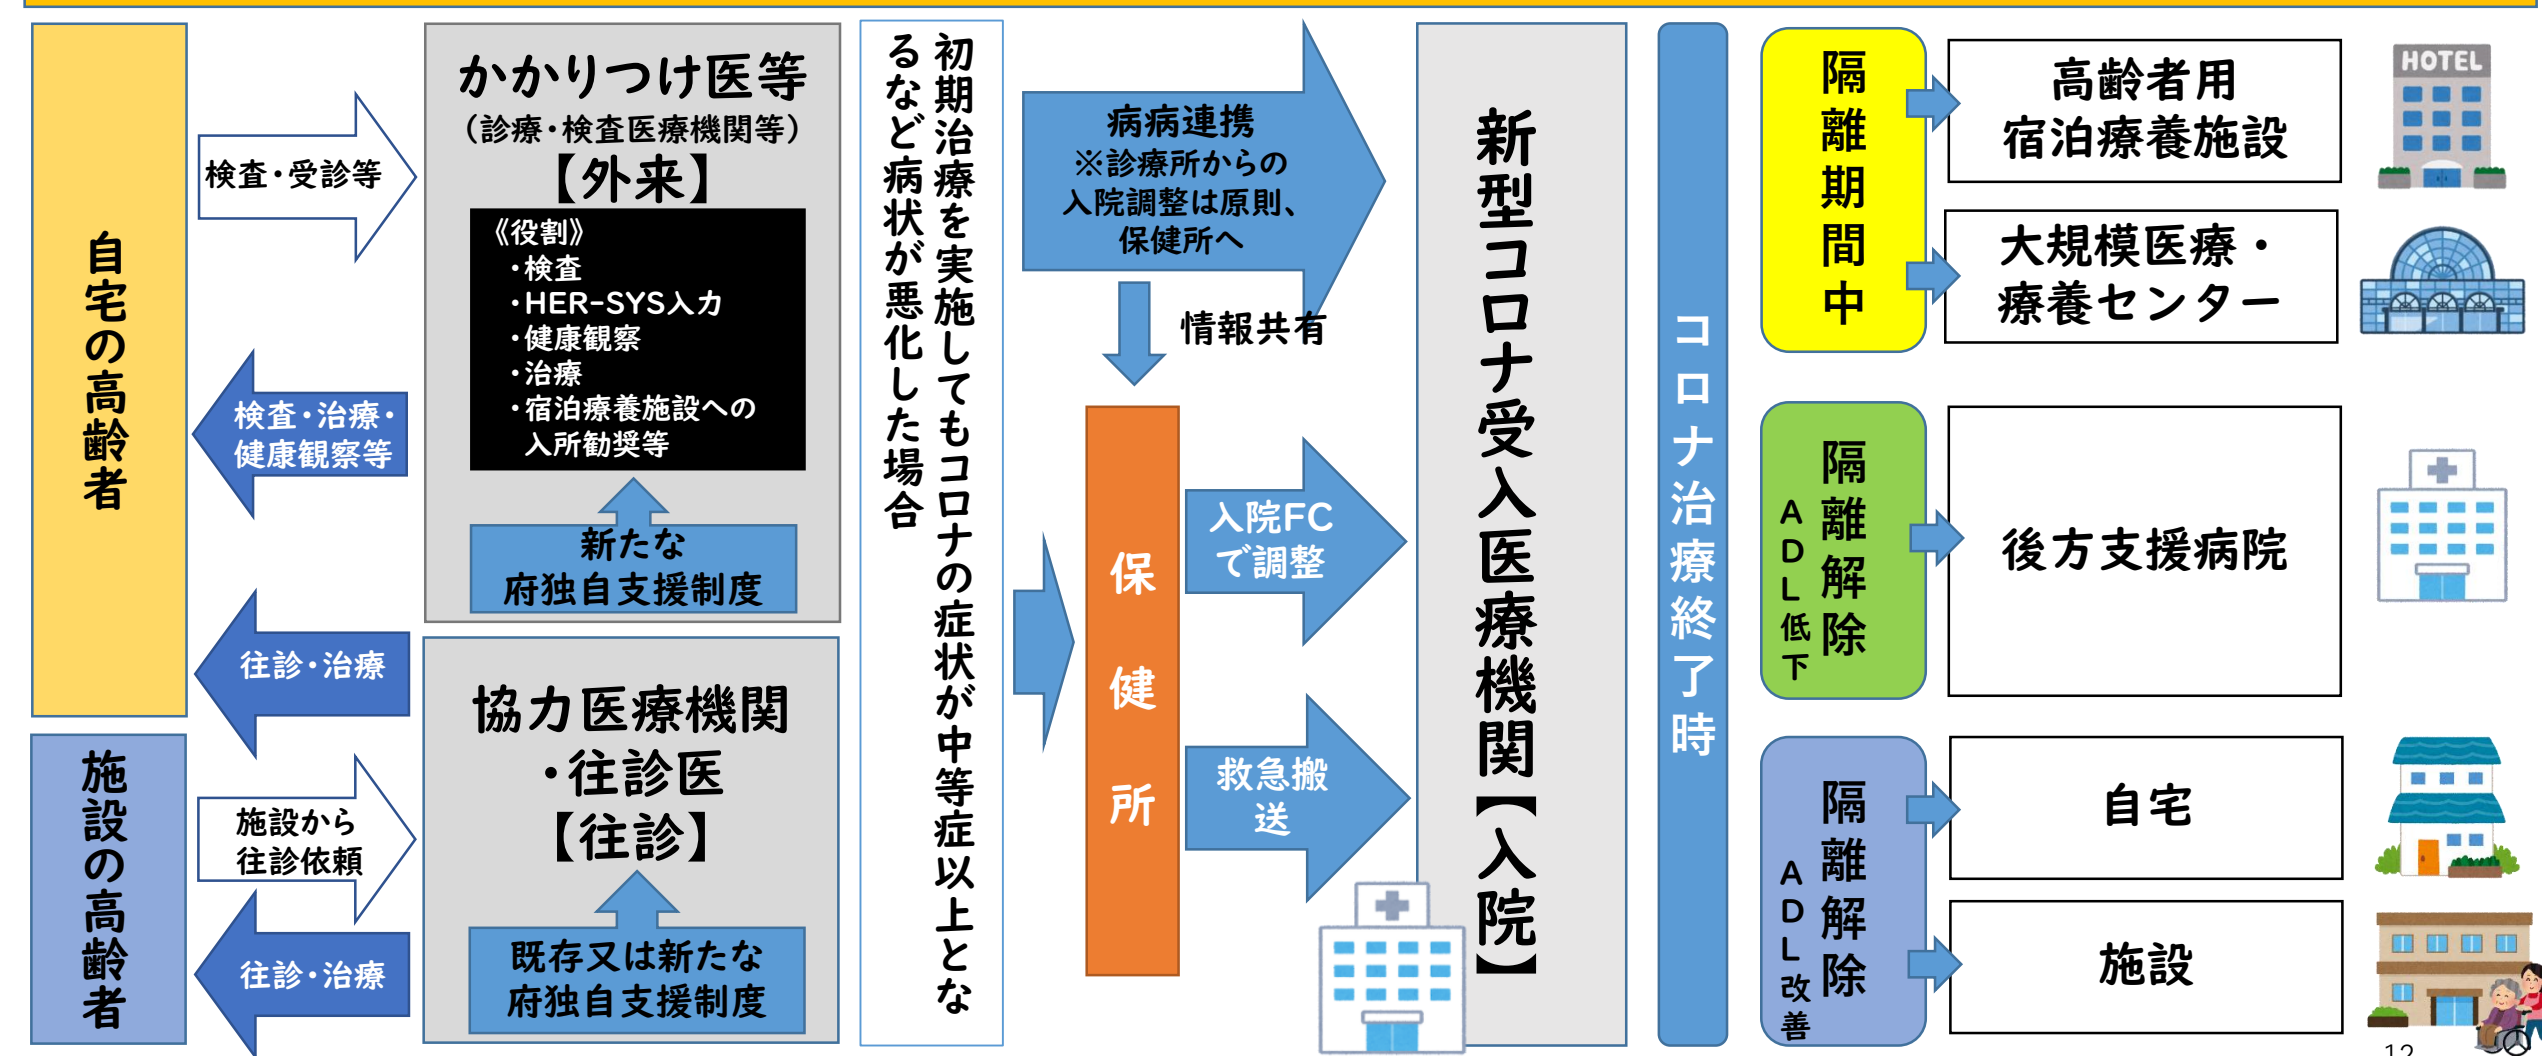 自宅の高齢者
施設の高齢者
検査・受診等
検査・治療・
健康観察等
往診・治療
施設から
往診依頼
往診・治療
かかりつけ医等
（診療・検査医療機関等）
【外来】
《役割》
・検査
・HER-SYS入力
・健康観察
・治療
・宿泊療養施設への
入所勧奨等
新たな
府独自支援制度
協力医療機関
・往診医
【往診】
既存又は新たな
府独自支援制度
初期治療を実施してもコロナの症状が中等症以上とな
るなど病状が悪化した場合
病病連携
※診療所からの
入院調整は原則、
保健所へ
情報共有
保健所
入院FC
で調整
救急搬
送
新型コロナ受入医療機関【入院】
コロナ治療終了時
隔離期間中
高齢者用
宿泊療養施設
HOTEL
大規模医療・
療養センター
隔離解除
ADL低下
後方支援病院
隔離解除
ADL改善
自宅
施設
12